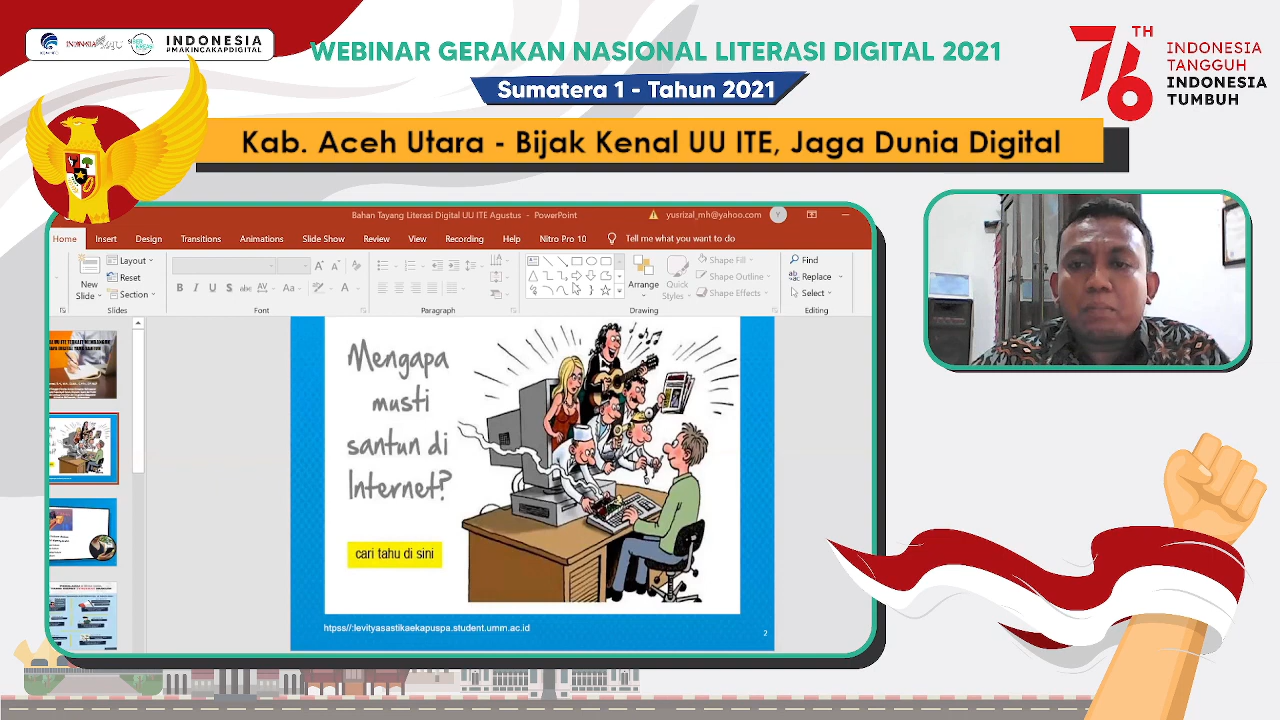 INDONESIA
#MAKINCAKAPDIGITAL
WEBINAR GERAKAN NASIONAL LITERASI DIGITAL 2021
Sumatera 1 - Tahun 2021
76 TH
INDONESIA
TANGGUH
INDONESIA
TUMBUH
Kab. Aceh Utara - Bijak Kenal UU ITE, Jaga Dunia Digital
Bahan Tayang Literasi Digital UU ITE Agustus - PowerPoint
yusrizal_mh@yahoo.com
Y
Home Insert Design Transitions Animations Slide Show Review View Recording Help Nitro Pro 10 Tell me what you want to do
New
Slide
Layout
Reset
Section
Slides
B I U S abc AV Aa A
Font
Paragraph
Arrange
Quick
Styles
Shape Fill
Shape Outline
Shape Effects
Drawing
Find
Replace
Select
Editing
Mengapa
musti
santun di
Internet?
cari tahu di sini
htpss//:levityasastikaekapuspa.student.umm.ac.id
2